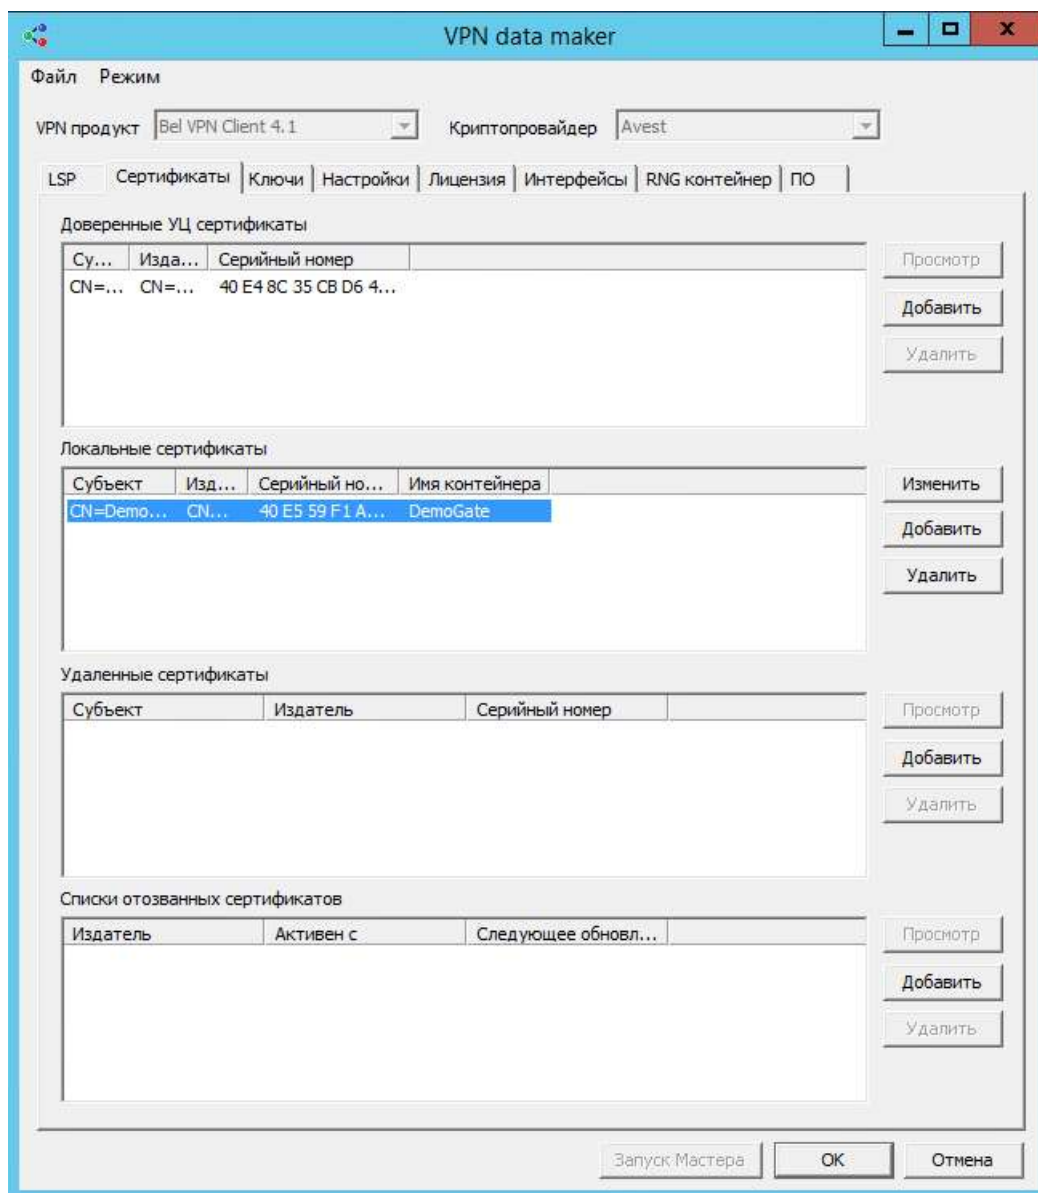 VPN data maker
Файл Режим
VPN продукт Bel VPN Client 4.1 Криптопровайдер Avest
LSP Сертификаты Ключи Настройки Лицензия Интерфейсы RNG контейнер ПО
Доверенные УЦ сертификаты
Су... Изда... Серийный номер
CN=... CN=... 40 E4 8C 35 CB D6 4...
Просмотр
Добавить
Удалить
Локальные сертификаты
Субъект Изд... Серийный но... Имя контейнера
CN=Demo... CN... 40 E5 59 F1 A... DemoGate
Изменить
Добавить
Удалить
Удаленные сертификаты
Субъект Издатель Серийный номер
Просмотр
Добавить
Удалить
Списки отозванных сертификатов
Издатель Активен с Следующее обновл...
Просмотр
Добавить
Удалить
Запуск Мастера OK Отмена